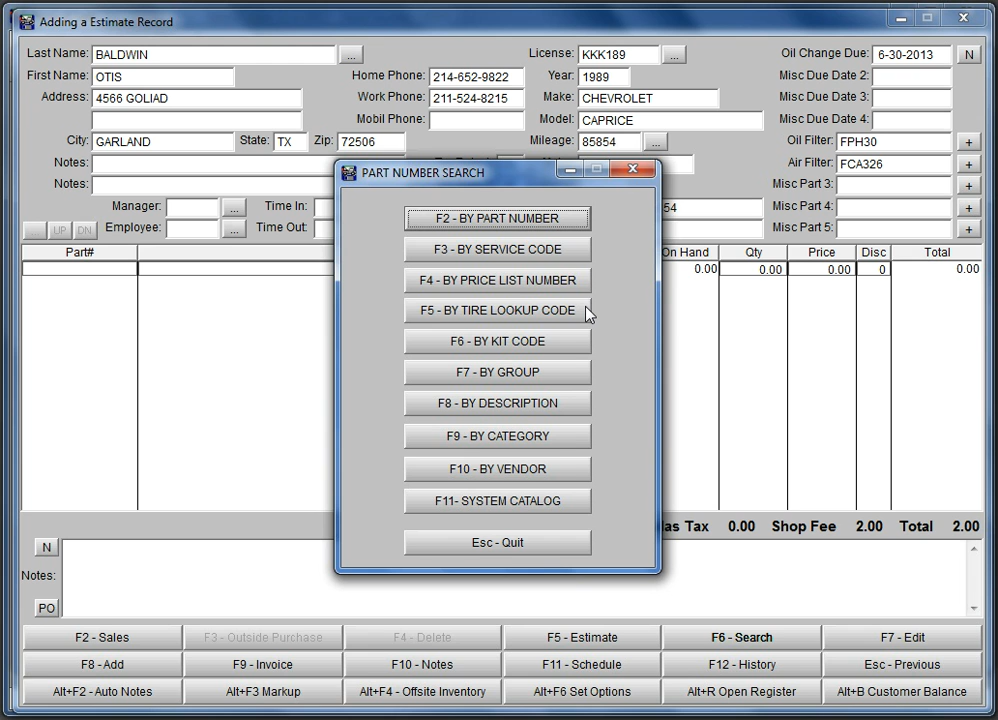 Adding a Estimate Record
Last Name: BALDWIN ... License: KKK189 ... Oil Change Due: 6-30-2013 N
First Name: OTIS Home Phone: 214-652-9822 Year: 1989 Misc Due Date 2:
Address: 4566 GOLIAD Work Phone: 211-524-8215 Make: CHEVROLET Misc Due Date 3:
Mobil Phone: Model: CAPRICE Misc Due Date 4:
City: GARLAND State: TX Zip: 72506 Mileage: 85854 ... Oil Filter: FPH30 +
Notes: Air Filter: FCA326 +
Notes: Misc Part 3: +
Manager: ... Time In: 54 Misc Part 4: +
UP DN Employee: ... Time Out: Misc Part 5: +
Part# On Hand Qty Price Disc Total
0.00 0.00 0.00 0 0.00
PART NUMBER SEARCH
F2 - BY PART NUMBER
F3 - BY SERVICE CODE
F4 - BY PRICE LIST NUMBER
F5 - BY TIRE LOOKUP CODE
F6 - BY KIT CODE
F7 - BY GROUP
F8 - BY DESCRIPTION
F9 - BY CATEGORY
F10 - BY VENDOR
F11- SYSTEM CATALOG
Esc - Quit
Tax 0.00 Shop Fee 2.00 Total 2.00
N
Notes:
PO
F2 - Sales F3 - Outside Purchase F4 - Delete F5 - Estimate F6 - Search F7 - Edit
F8 - Add F9 - Invoice F10 - Notes F11 - Schedule F12 - History Esc - Previous
Alt+F2 - Auto Notes Alt+F3 Markup Alt+F4 - Offsite Inventory Alt+F6 Set Options Alt+R Open Register Alt+B Customer Balance